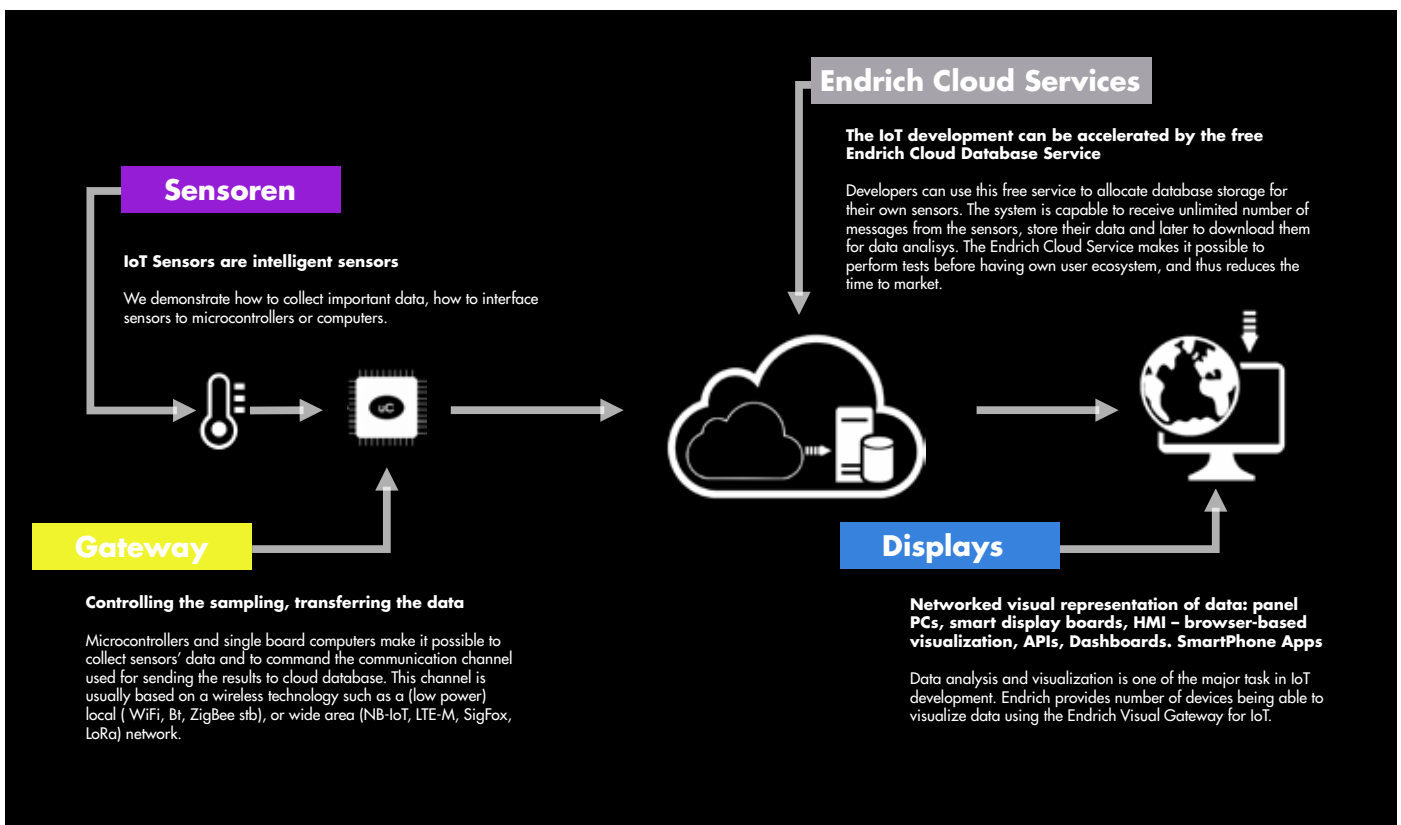 Endrich Cloud Services
The IoT development can be accelerated by the free
Endrich Cloud Database Service
Developers can use this free service to allocate database storage for
their own sensors. The system is capable to receive unlimited number of
messages from the sensors, store their data and later to download them
for data analisys. The Endrich Cloud Service makes it possible to
perform tests before having own user ecosystem, and thus reduces the
time to market.
Sensoren
IoT Sensors are intelligent sensors
We demonstrate how to collect important data, how to interface
sensors to microcontrollers or computers.
uC
Gateway
Controlling the sampling, transferring the data
Microcontrollers and single board computers make it possible to
collect sensors’ data and to command the communication channel
used for sending the results to cloud database. This channel is
usually based on a wireless technology such as a (low power)
local ( WiFi, Bt, ZigBee stb), or wide area (NB-IoT, LTE-M, SigFox,
LoRa) network.
Displays
Networked visual representation of data: panel
PCs, smart display boards, HMI – browser-based
visualization, APIs, Dashboards. SmartPhone Apps
Data analysis and visualization is one of the major task in IoT
development. Endrich provides number of devices being able to
visualize data using the Endrich Visual Gateway for IoT.